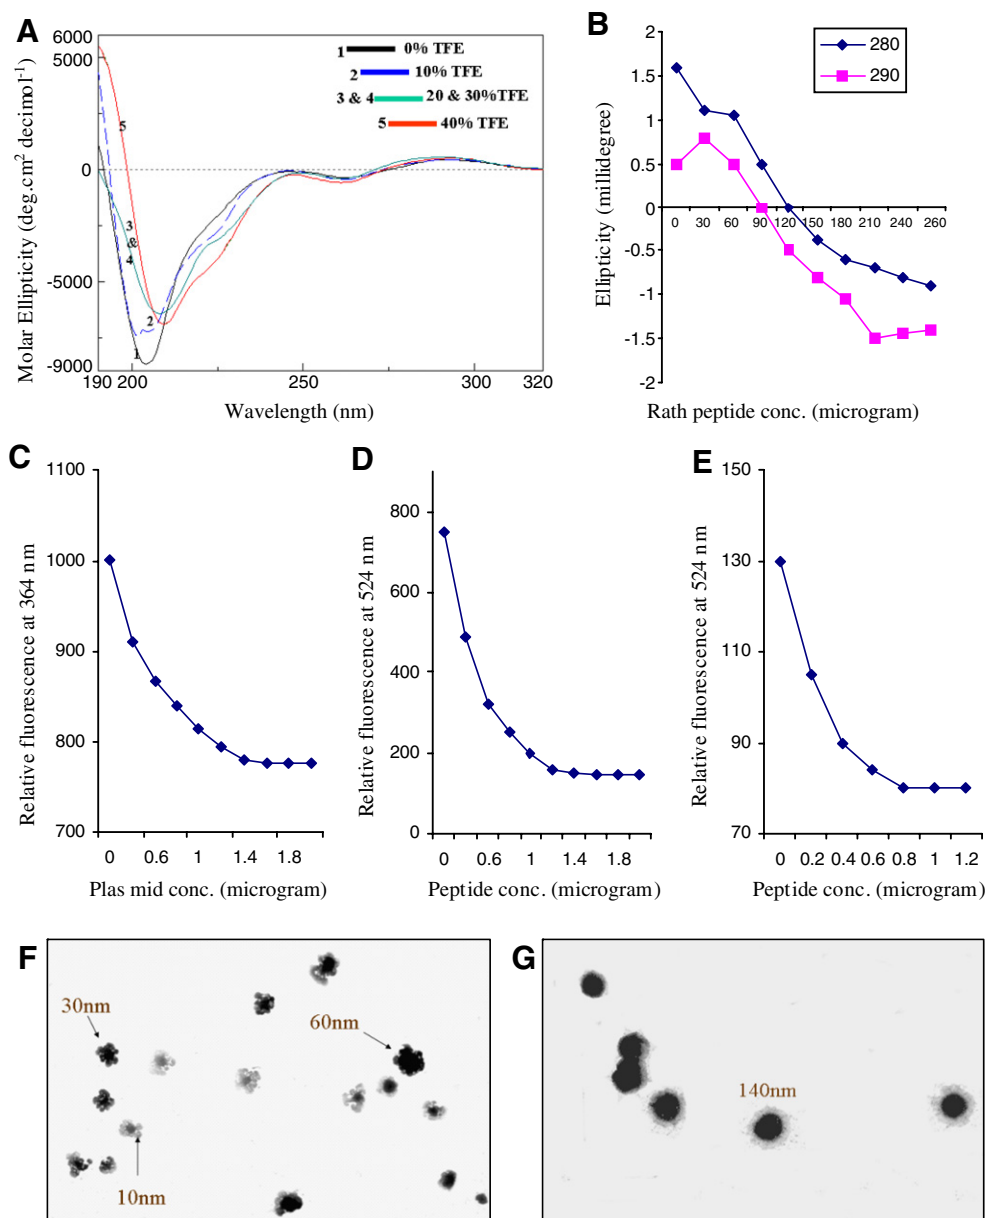 A
6000
5000
0
-5000
-9000
190 200 250 300 320
Wavelength (nm)
Molar Ellipticity (deg.cm² decimol⁻¹)
1 0% TFE
2 10% TFE
3 & 4 20 & 30%TFE
5 40% TFE
5
3
&
4
2
1
B
2
1.5
1
0.5
0
-0.5
-1
-1.5
-2
0 30 60 90 120 150 180 210 240 260
280
290
Ellipticity (millidegree)
Rath peptide conc. (microgram)
C
1100
1000
900
800
700
0 0.6 1 1.4 1.8
Relative fluorescence at 364 nm
Plas mid conc. (microgram)
D
800
600
400
200
0
0 0.6 1 1.4 1.8
Relative fluorescence at 524 nm
Peptide conc. (microgram)
E
150
130
110
90
70
0 0.2 0.4 0.6 0.8 1 1.2
Relative fluorescence at 524 nm
Peptide conc. (microgram)
F
30nm
60nm
10nm
G
140nm